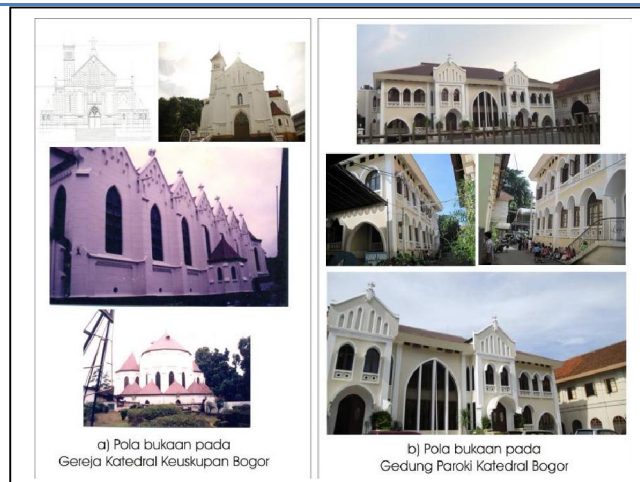 a) Pola bukaan pada
Gereja Katedral Keuskupan Bogor
b) Pola bukaan pada
Gedung Paroki Katedral Bogor